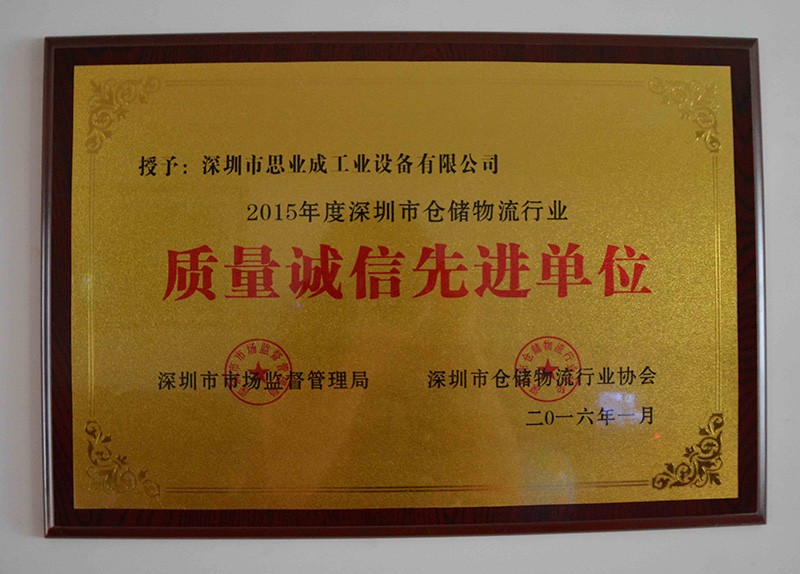 授予：深圳市思业成工业设备有限公司
2015年度深圳市仓储物流行业
质量诚信先进单位
深圳市市场监督管理局
深圳市仓储物流行业协会
二〇一六年一月